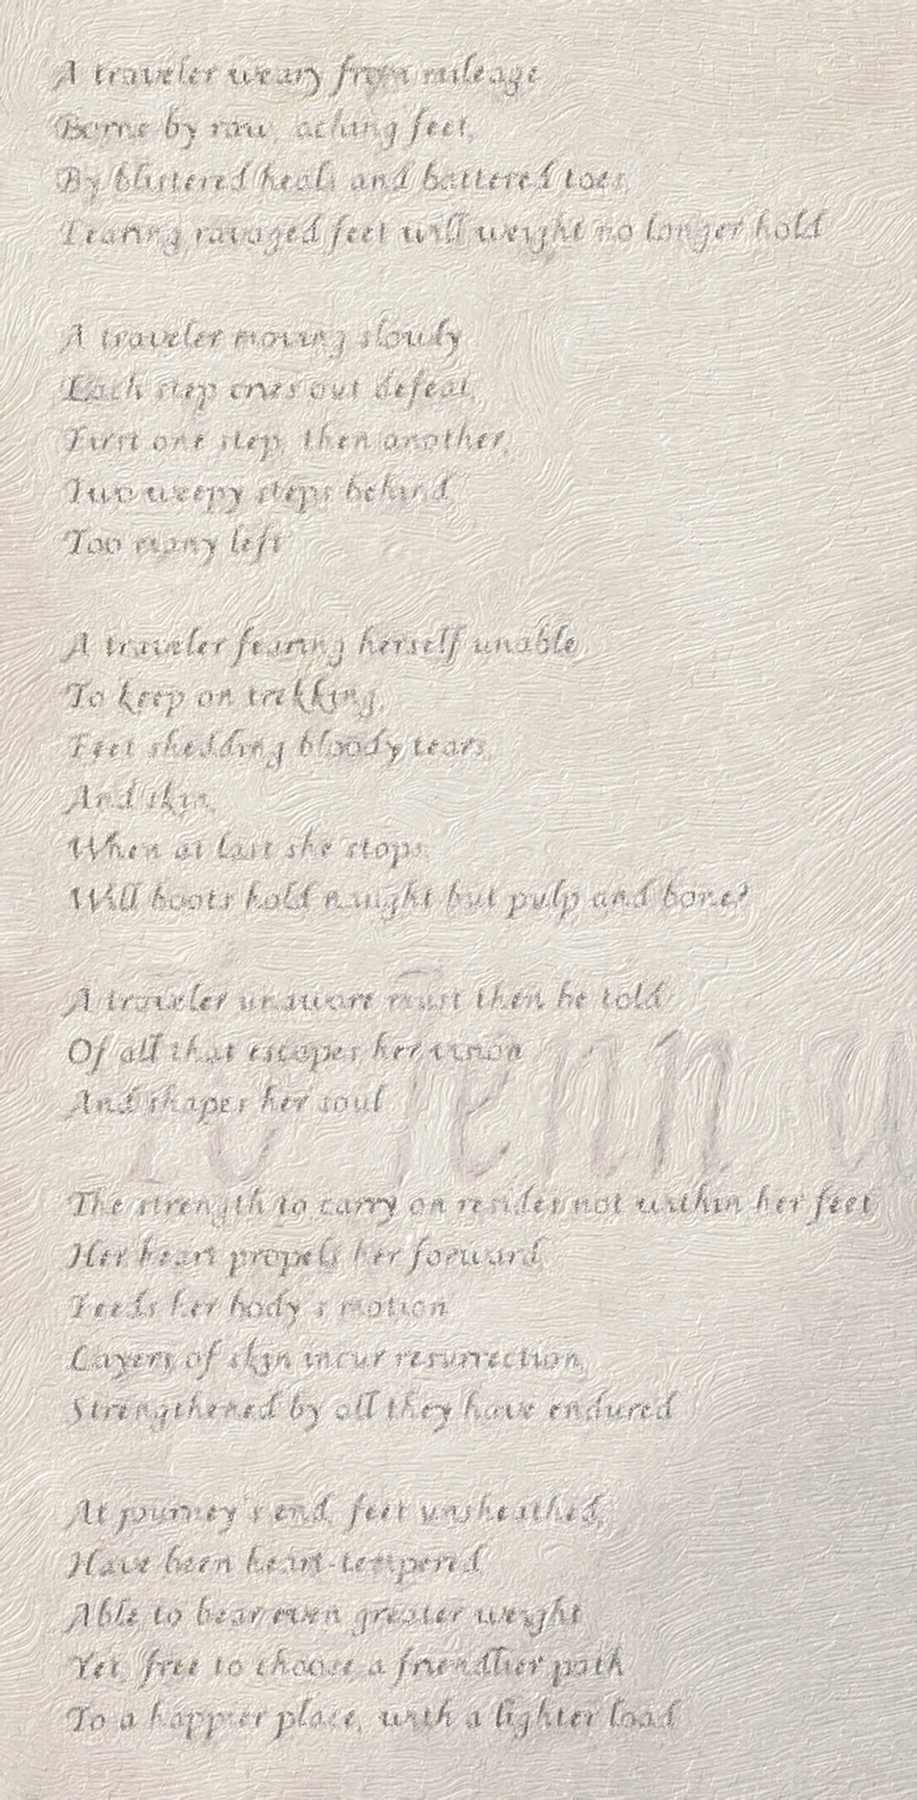 A traveler weary from mileage
Borne by raw, aching feet,
By blistered heals and battered toes,
Fearing ravaged feet will weight no longer hold
A traveler moving slowly
Each step cries out defeat,
First one step, then another,
Two weepy steps behind,
Too many left
A traveler fearing herself unable
To keep on trekking,
Feet shedding bloody tears,
And skin,
When at last she stops
Will boots hold naught but pulp and bone?
A traveler unaware must then be told
Of all that escapes her vision
And shapes her soul
To Jenn
The strength to carry on resides not within her feet
Her heart propels her forward,
Feeds her body's motion
Layers of skin incur resurrection,
Strengthened by all they have endured
At journey's end, feet unsheathed,
Have been heart-tempered
Able to bear even greater weight
Yet, free to choose a friendlier path
To a happier place, with a lighter load